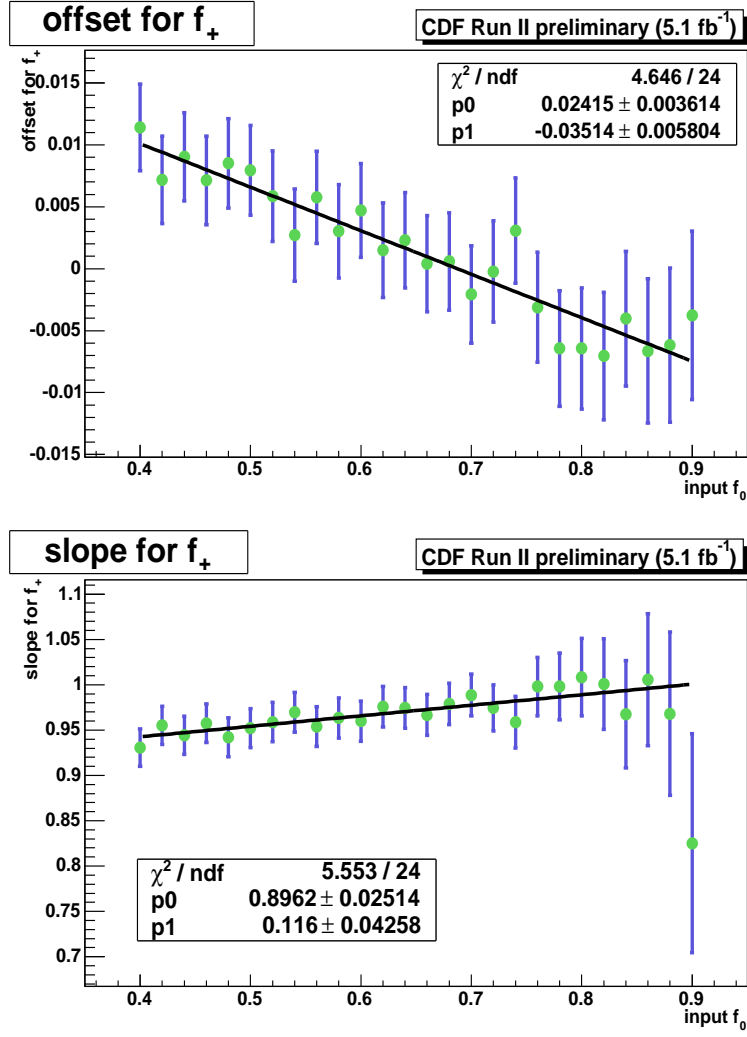 offset for f₊
CDF Run II preliminary (5.1 fb⁻¹)
offset for f₊
χ² / ndf 4.646 / 24
p0 0.02415 ± 0.003614
p1 -0.03514 ± 0.005804
0.015
0.01
0.005
0
-0.005
-0.01
-0.015
0.4 0.5 0.6 0.7 0.8 0.9
input f₀
slope for f₊
CDF Run II preliminary (5.1 fb⁻¹)
slope for f₊
1.1
1.05
1
0.95
0.9
0.85
0.8
0.75
0.7
χ² / ndf 5.553 / 24
p0 0.8962 ± 0.02514
p1 0.116 ± 0.04258
0.4 0.5 0.6 0.7 0.8 0.9
input f₀